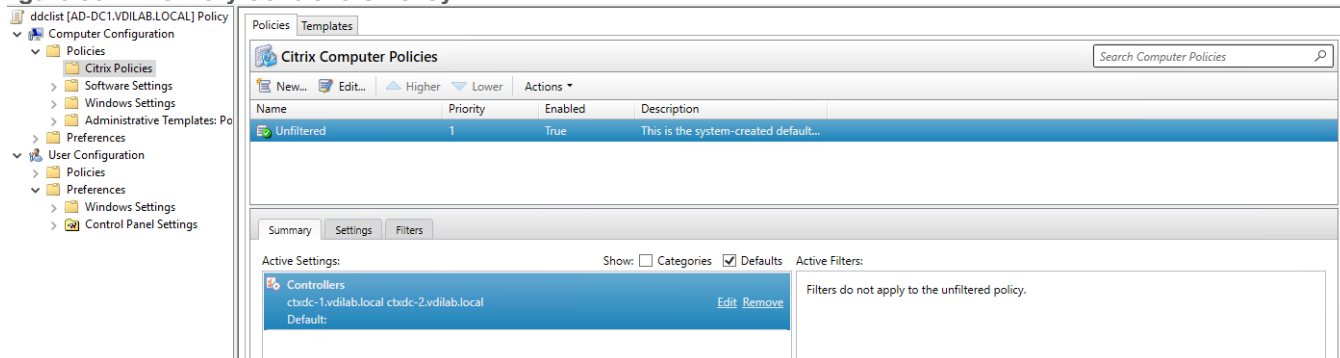 ddclist [AD-DC1.VDILAB.LOCAL] Policy
Computer Configuration
Policies
Citrix Policies
Software Settings
Windows Settings
Administrative Templates: Po
Preferences
User Configuration
Policies
Preferences
Windows Settings
Control Panel Settings
Policies Templates
Citrix Computer Policies Search Computer Policies
New... Edit... Higher Lower Actions
Name Priority Enabled Description
Unfiltered 1 True This is the system-created default...
Summary Settings Filters
Active Settings: Show: Categories Defaults Active Filters:
Controllers
ctxdc-1.vdilab.local ctxdc-2.vdilab.local Edit Remove
Default:
Filters do not apply to the unfiltered policy.